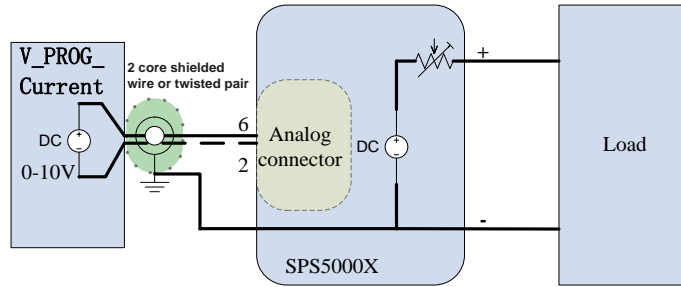 V_PROG_
Current
DC
+
-
0-10V
2 core shielded
wire or twisted pair
6
2
Analog
connector
DC
+
-
SPS5000X
+
-
Load